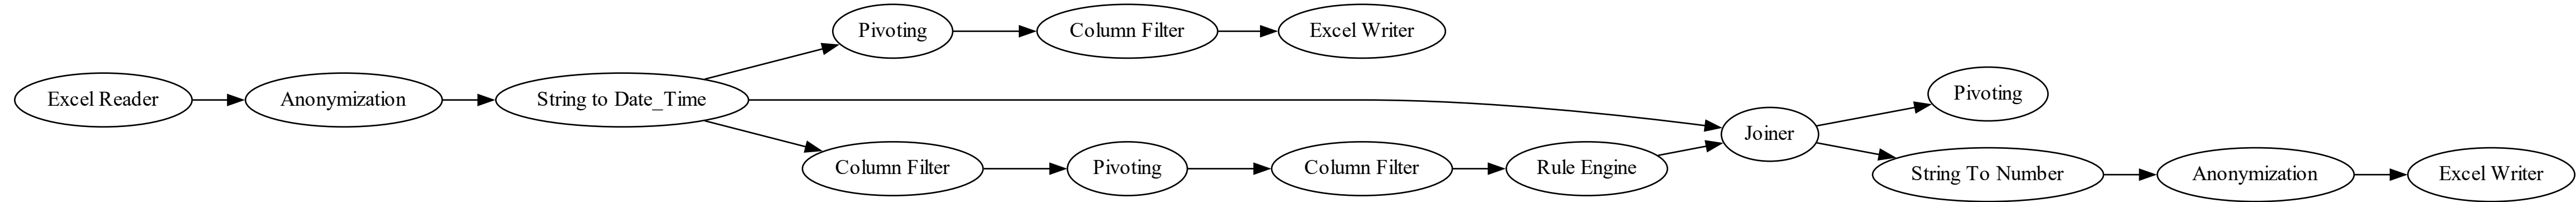 Excel Reader
Anonymization
String to Date_Time
Pivoting
Column Filter
Excel Writer
Column Filter
Pivoting
Column Filter
Rule Engine
Joiner
Pivoting
String To Number
Anonymization
Excel Writer